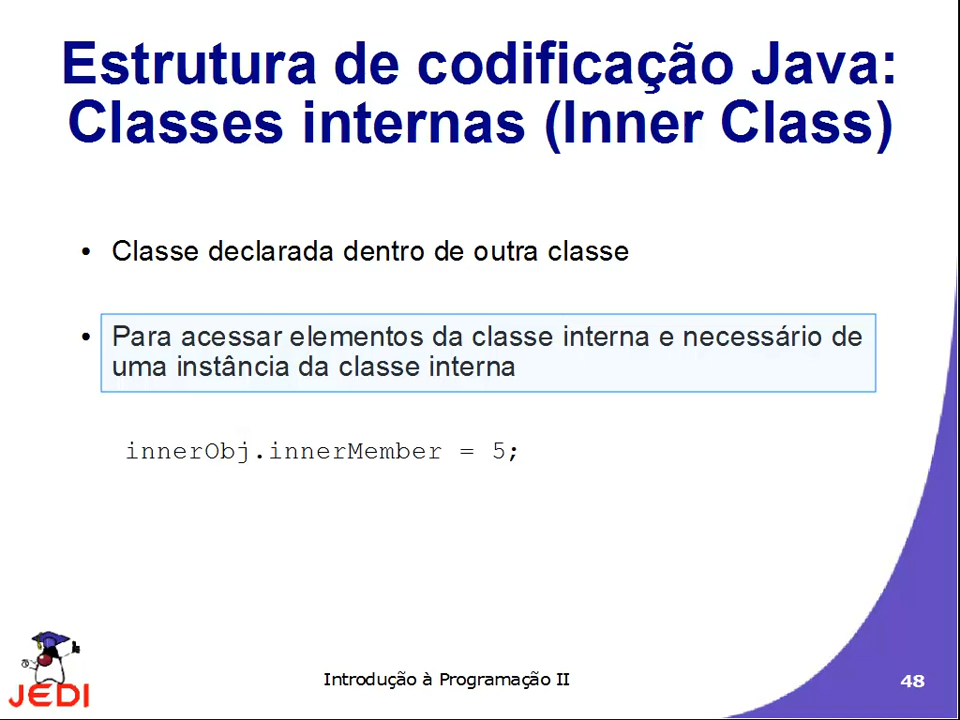 Estrutura de codificação Java:
Classes internas (Inner Class)
• Classe declarada dentro de outra classe
• Para acessar elementos da classe interna e necessário de
uma instância da classe interna
innerObj.innerMember = 5;
JEDI
Introdução à Programação II
48